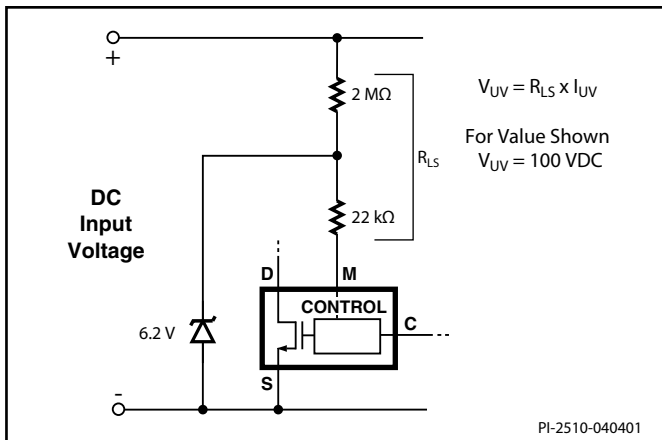 +
2 MΩ
V_UV = R_LS x I_UV
For Value Shown
V_UV = 100 VDC
R_LS
DC
Input
Voltage
22 kΩ
D
M
CONTROL
C
6.2 V
S
-
PI-2510-040401